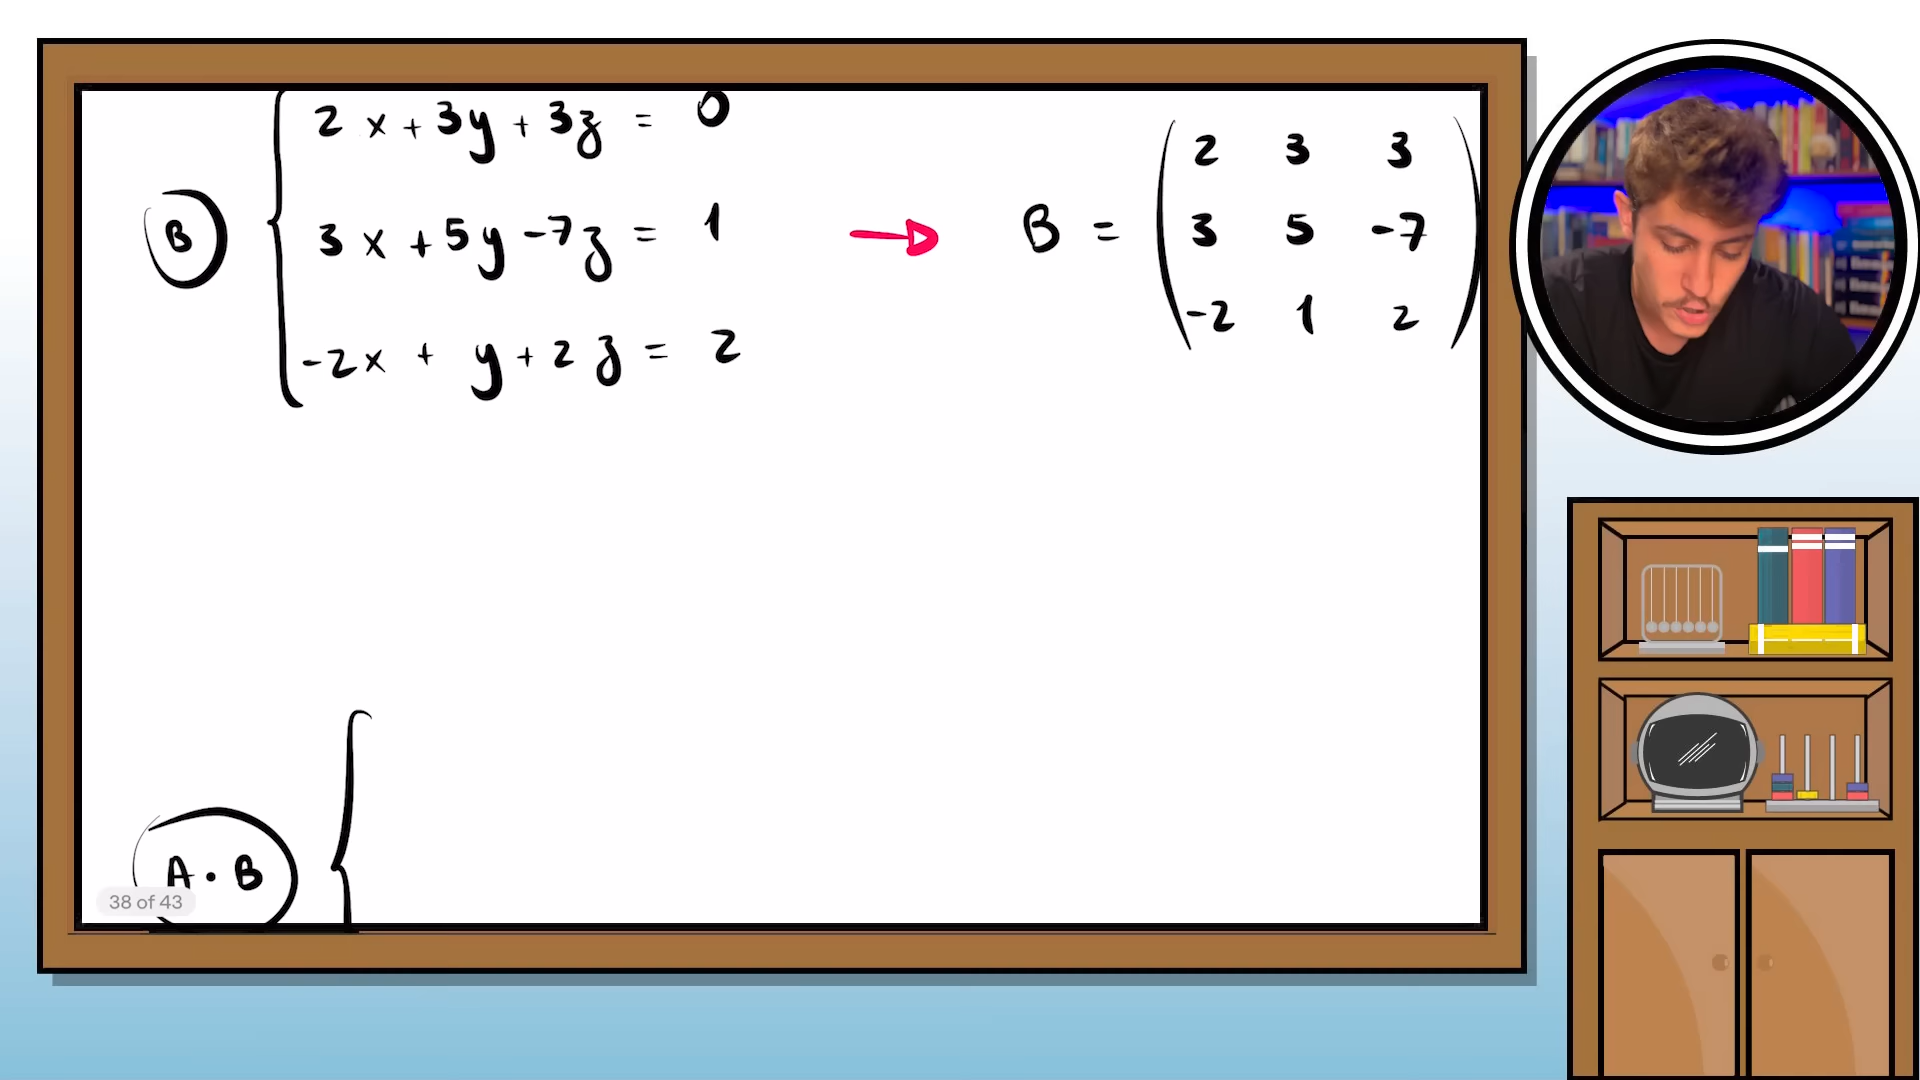 2x + 3y + 3z = 0
B
3x + 5y - 7z = 1
-2x + y + 2z = 2
B =
2 3 3
3 5 -7
-2 1 2
A · B
38 of 43